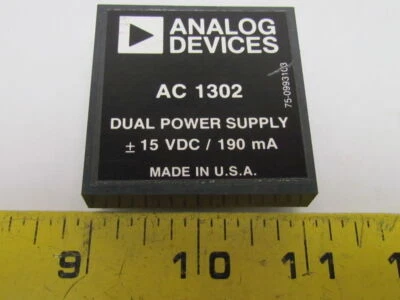 ANALOG
DEVICES
AC 1302
DUAL POWER SUPPLY
± 15 VDC / 190 mA
MADE IN U.S.A.
75-0993103
9 10 11